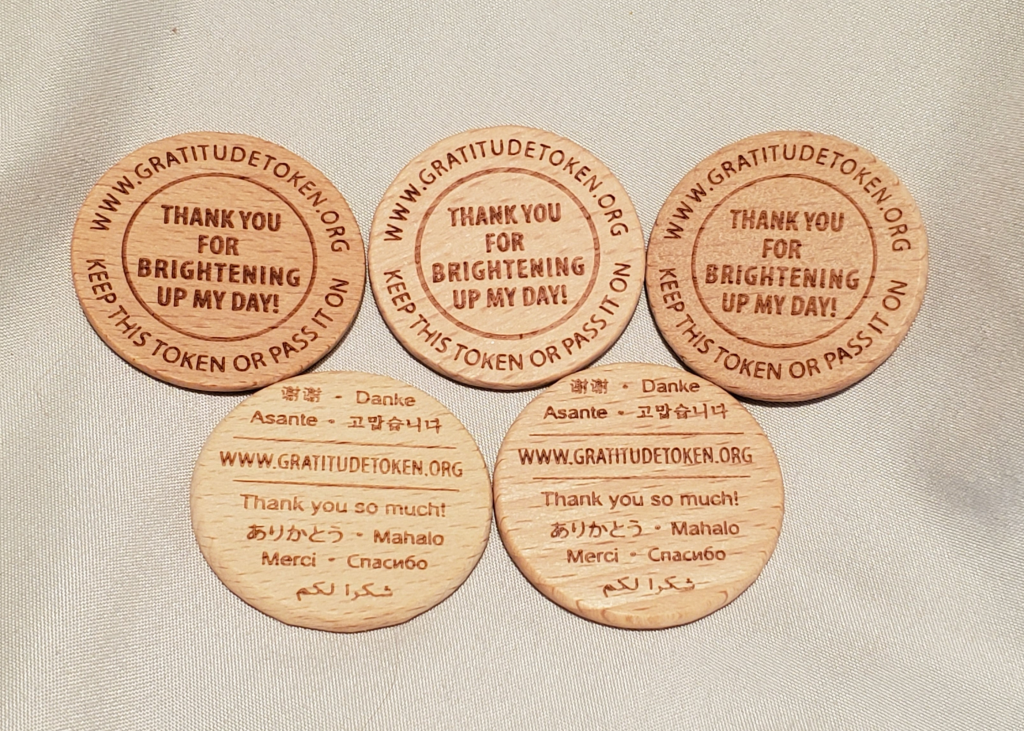 WWW.GRATITUDETOKEN.ORG
THANK YOU
FOR
BRIGHTENING
UP MY DAY!
KEEP THIS TOKEN OR PASS IT ON
WWW.GRATITUDETOKEN.ORG
THANK YOU
FOR
BRIGHTENING
UP MY DAY!
KEEP THIS TOKEN OR PASS IT ON
WWW.GRATITUDETOKEN.ORG
THANK YOU
FOR
BRIGHTENING
UP MY DAY!
KEEP THIS TOKEN OR PASS IT ON
谢谢 • Danke
Asante • 고맙습니다
WWW.GRATITUDETOKEN.ORG
Thank you so much!
ありがとう • Mahalo
Merci • Спасибо
شكرا لكم
谢谢 • Danke
Asante • 고맙습니다
WWW.GRATITUDETOKEN.ORG
Thank you so much!
ありがとう • Mahalo
Merci • Спасибо
شكرا لكم